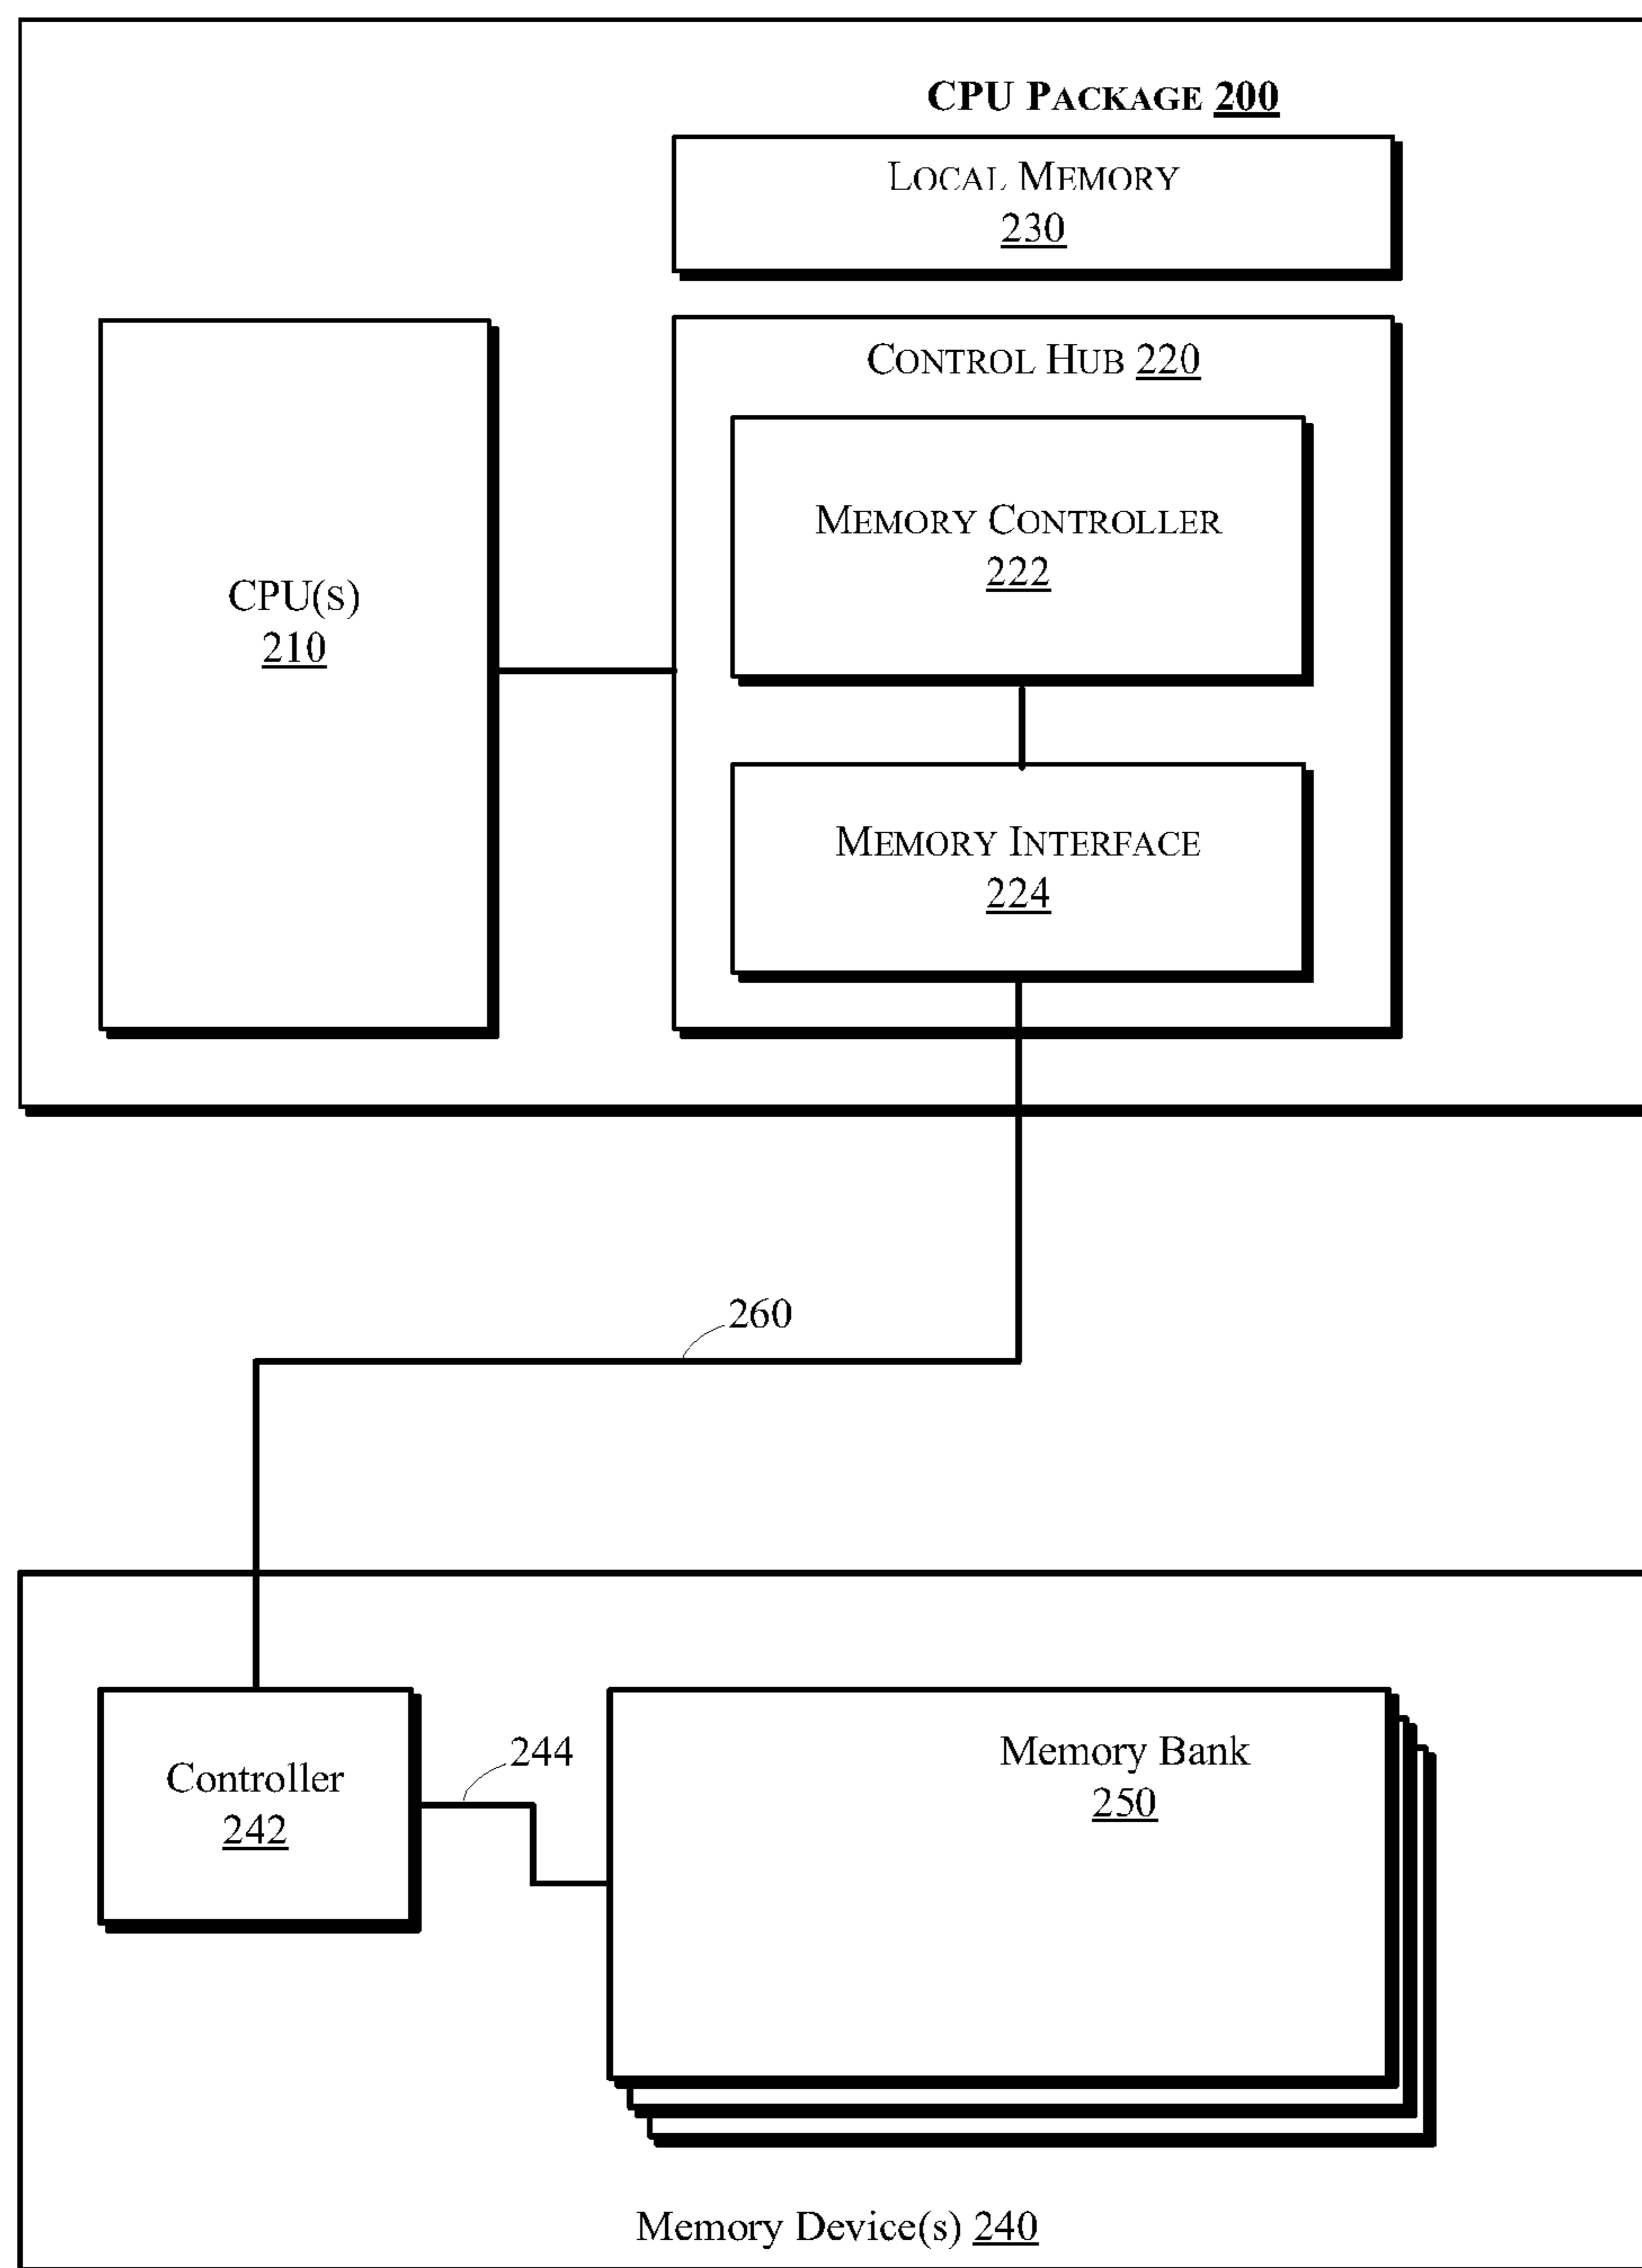 CPU PACKAGE 200
LOCAL MEMORY
230
CONTROL HUB 220
MEMORY CONTROLLER
222
CPU(S)
210
MEMORY INTERFACE
224
260
244
Memory Bank
250
Controller
242
Memory Device(s) 240